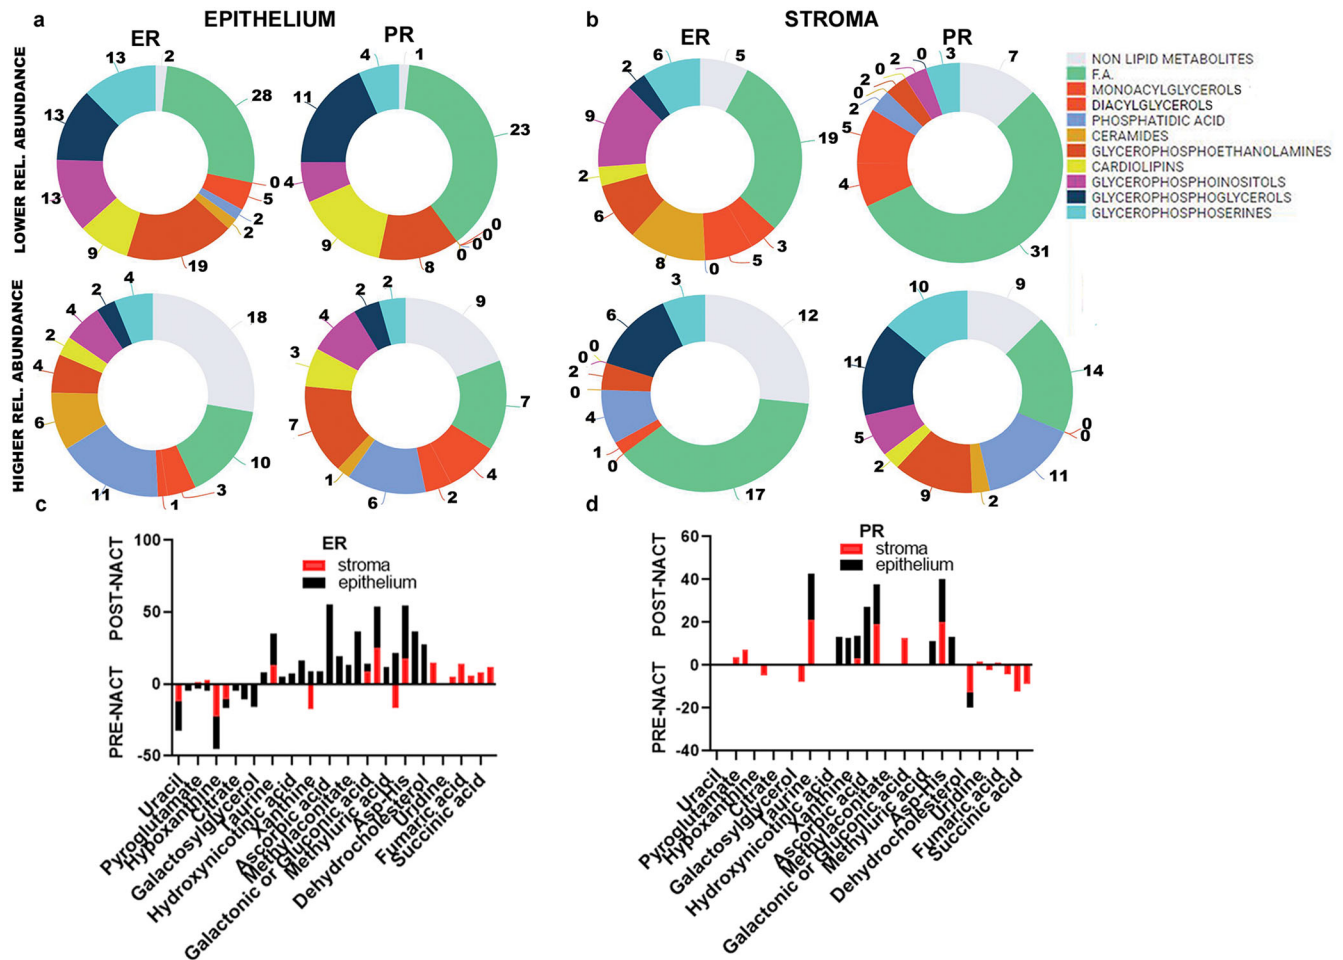 a
EPITHELIUM
b
STROMA
ER
PR
ER
PR
LOWER REL. ABUNDANCE
2
28
0
5
2
2
19
9
13
13
13
1
23
0
0
0
8
9
4
11
4
5
19
3
5
0
8
6
2
9
2
6
7
31
4
5
2
0
2
0
2
0
3
NON LIPID METABOLITES
F.A.
MONOACYLGLYCEROLS
DIACYLGLYCEROLS
PHOSPHATIDIC ACID
CERAMIDES
GLYCEROPHOSPHOETHANOLAMINES
CARDIOLIPINS
GLYCEROPHOSPHOINOSITOLS
GLYCEROPHOSPHOGLYCEROLS
GLYCEROPHOSPHOSERINES
HIGHER REL. ABUNDANCE
18
10
3
1
11
6
4
2
4
2
4
9
7
4
2
6
1
7
3
4
2
2
12
17
0
1
4
0
2
0
0
6
3
9
14
0
0
11
2
9
2
5
11
10
c
ER
stroma
epithelium
POST-NACT
PRE-NACT
100
50
0
-50
Uracil
Pyroglutamate
Hypoxanthine
Citrate
Galactosylglycerol
Taurine
Hydroxynicotinic acid
Xanthine
Ascorbic acid
Methylaconitate
Galactonic or Gluconic acid
Methyluric acid
Asp-His
Dehydrocholesterol
Uridine
Fumaric acid
Succinic acid
d
PR
stroma
epithelium
POST-NACT
PRE-NACT
60
40
20
0
-20
-40
Uracil
Pyroglutamate
Hypoxanthine
Citrate
Galactosylglycerol
Taurine
Hydroxynicotinic acid
Xanthine
Ascorbic acid
Methylaconitate
Galactonic or Gluconic acid
Methyluric acid
Asp-His
Dehydrocholesterol
Uridine
Fumaric acid
Succinic acid